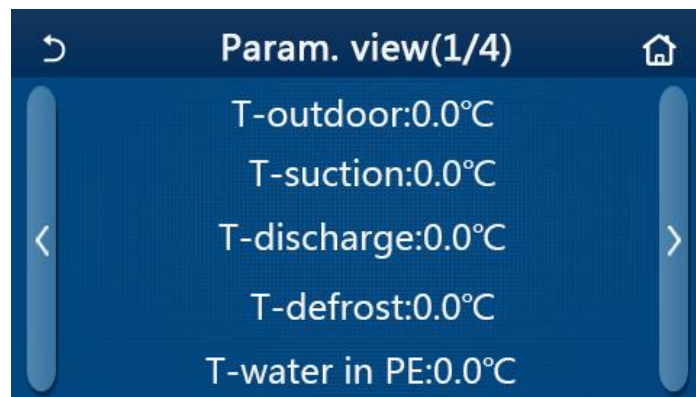 Param. view(1/4)
T-outdoor:0.0℃
T-suction:0.0℃
T-discharge:0.0℃
T-defrost:0.0℃
T-water in PE:0.0℃